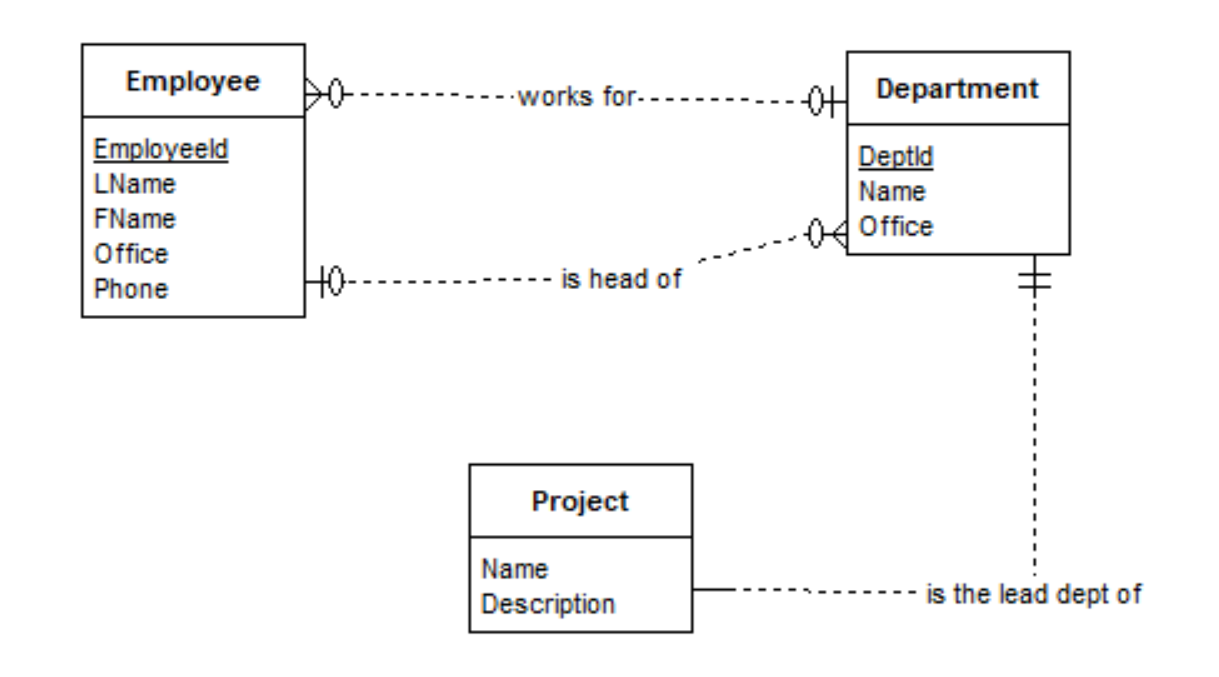 Employee
EmployeeId
LName
FName
Office
Phone
works for
is head of
Department
DeptId
Name
Office
Project
Name
Description
is the lead dept of